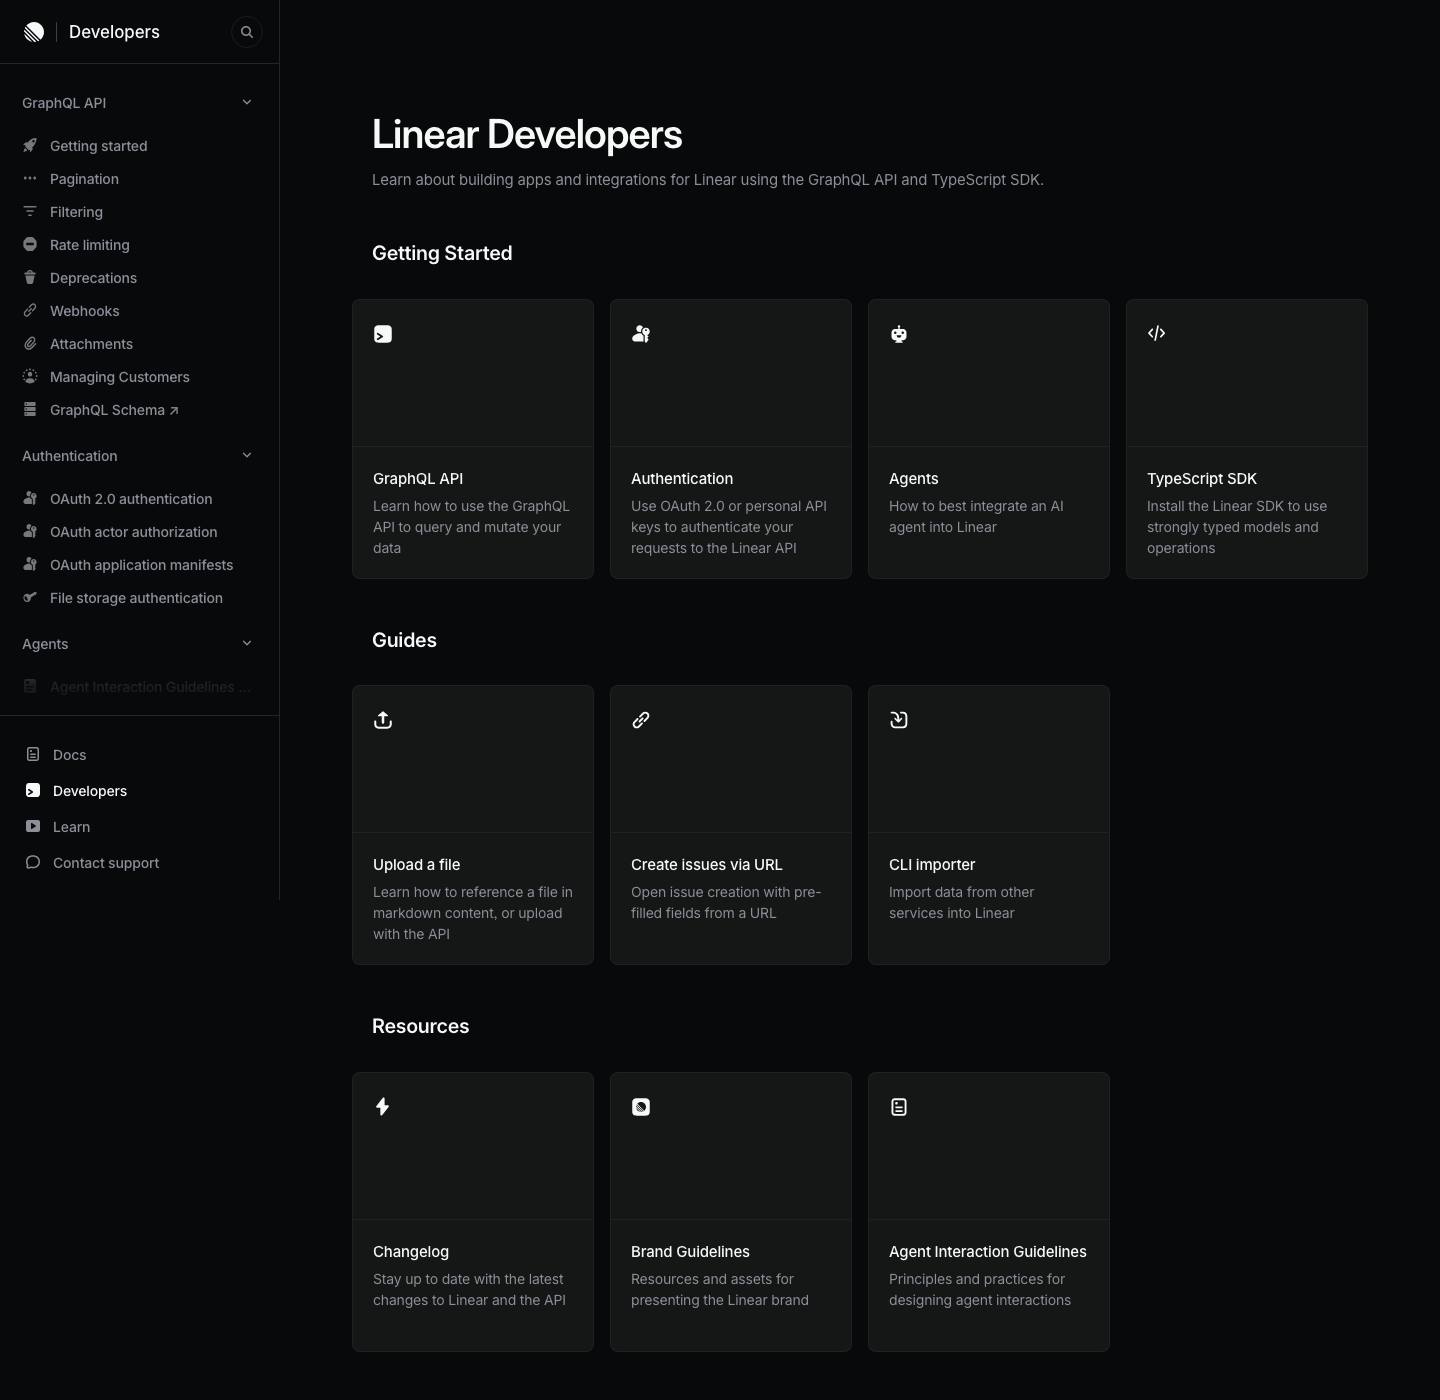 Developers
GraphQL API
Getting started
Pagination
Filtering
Rate limiting
Deprecations
Webhooks
Attachments
Managing Customers
GraphQL Schema ↗
Authentication
OAuth 2.0 authentication
OAuth actor authorization
OAuth application manifests
File storage authentication
Agents
Agent Interaction Guidelines ...
Docs
Developers
Learn
Contact support
Linear Developers
Learn about building apps and integrations for Linear using the GraphQL API and TypeScript SDK.
Getting Started
GraphQL API
Learn how to use the GraphQL
API to query and mutate your
data
Authentication
Use OAuth 2.0 or personal API
keys to authenticate your
requests to the Linear API
Agents
How to best integrate an AI
agent into Linear
TypeScript SDK
Install the Linear SDK to use
strongly typed models and
operations
Guides
Upload a file
Learn how to reference a file in
markdown content, or upload
with the API
Create issues via URL
Open issue creation with pre-
filled fields from a URL
CLI importer
Import data from other
services into Linear
Resources
Changelog
Stay up to date with the latest
changes to Linear and the API
Brand Guidelines
Resources and assets for
presenting the Linear brand
Agent Interaction Guidelines
Principles and practices for
designing agent interactions